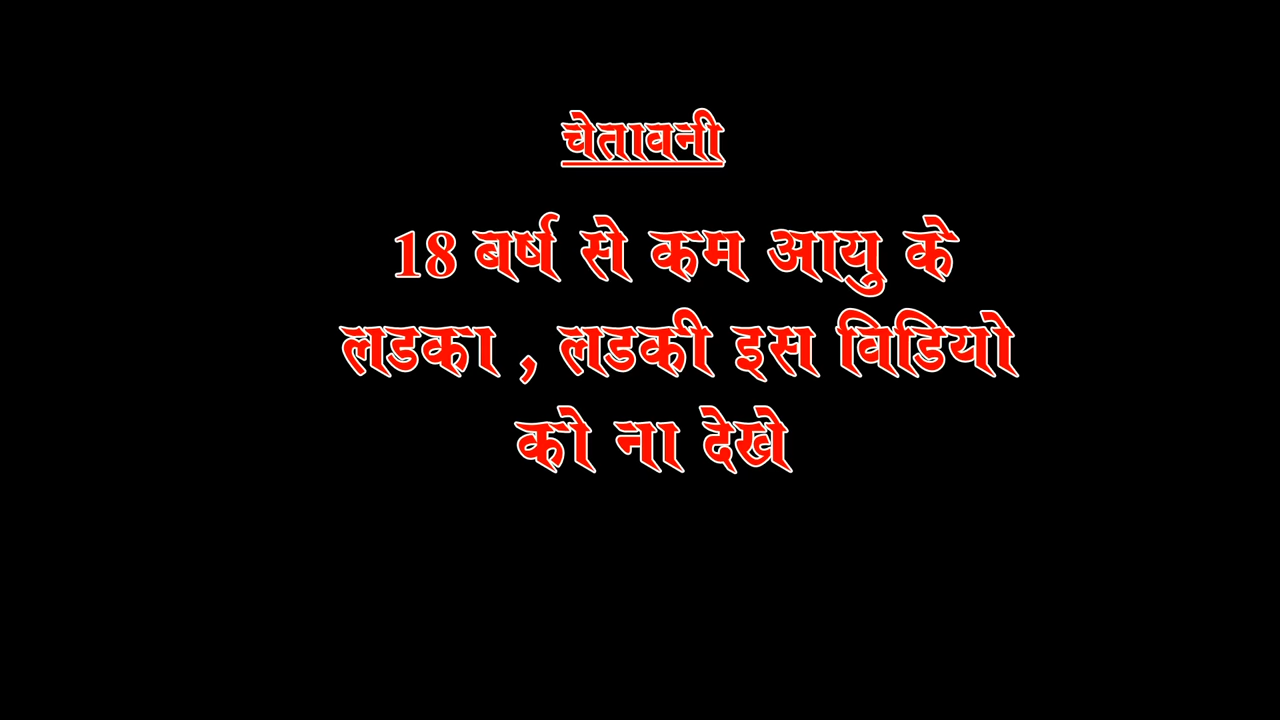 चेतावनी
18 बर्ष से कम आयु के
लडका , लडकी इस विडियो
को ना देखे